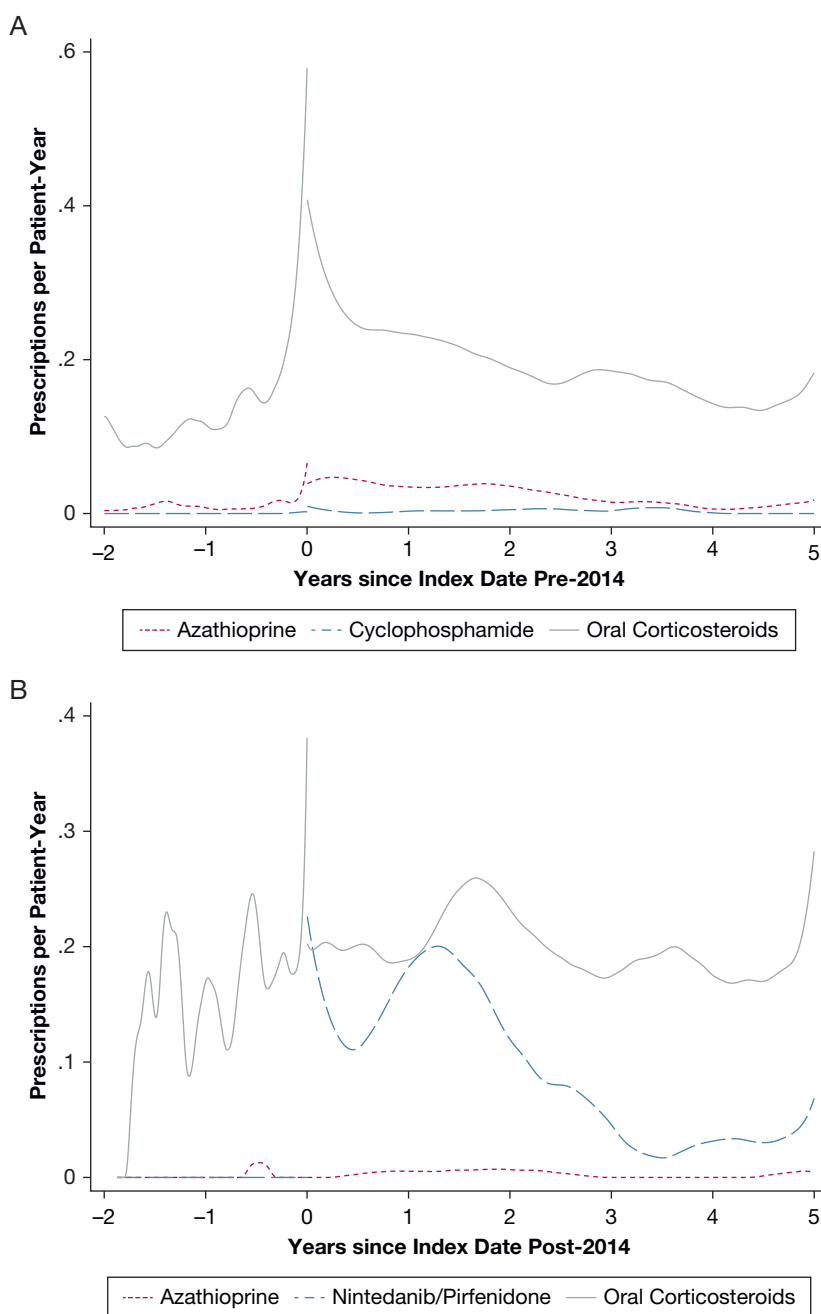 A
Prescriptions per Patient-Year
.6
.4
.2
0
−2 −1 0 1 2 3 4 5
Years since Index Date Pre-2014
Azathioprine Cyclophosphamide Oral Corticosteroids
B
Prescriptions per Patient-Year
.4
.3
.2
.1
0
−2 −1 0 1 2 3 4 5
Years since Index Date Post-2014
Azathioprine Nintedanib/Pirfenidone Oral Corticosteroids